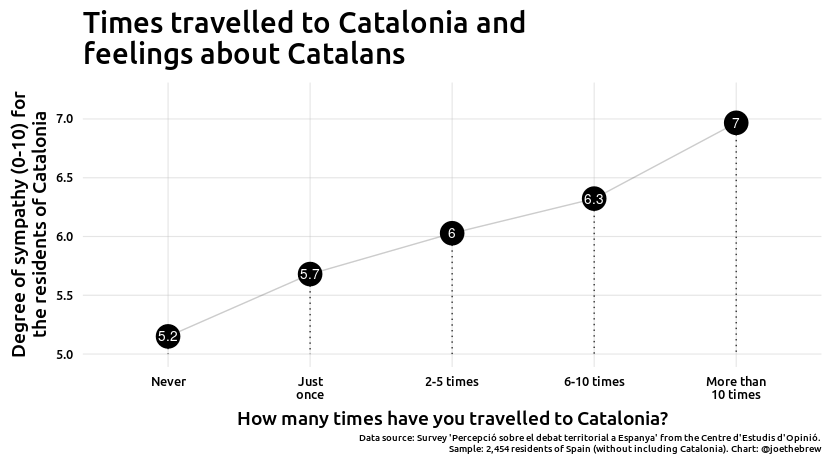 Times travelled to Catalonia and
feelings about Catalans
Degree of sympathy (0-10) for
the residents of Catalonia
7.0
6.5
6.0
5.5
5.0
5.2
5.7
6
6.3
7
Never
Just
once
2-5 times
6-10 times
More than
10 times
How many times have you travelled to Catalonia?
Data source: Survey 'Percepció sobre el debat territorial a Espanya' from the Centre d'Estudis d'Opinió.
Sample: 2,454 residents of Spain (without including Catalonia). Chart: @joethebrew